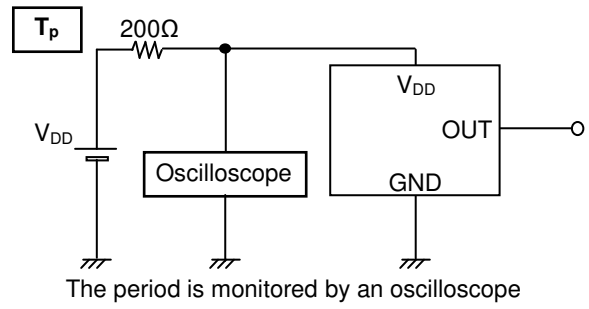 Tp
200Ω
VDD
VDD
OUT
Oscilloscope
GND
The period is monitored by an oscilloscope